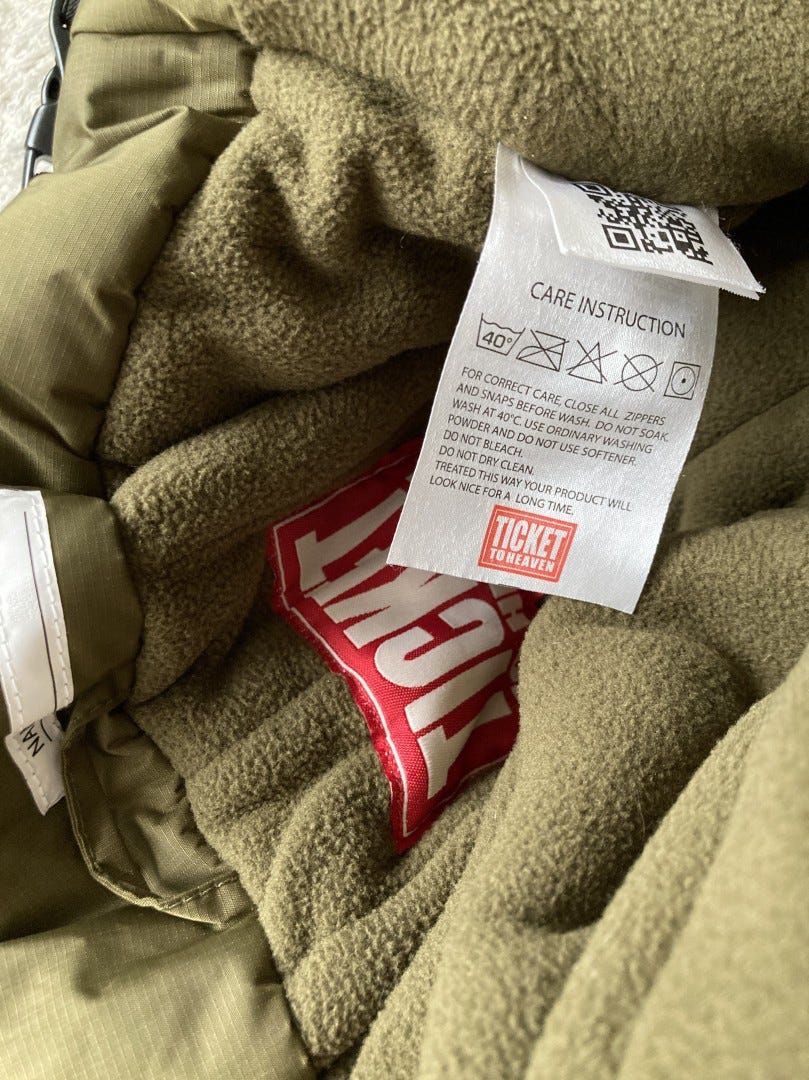 CARE INSTRUCTION
40°
FOR CORRECT CARE, CLOSE ALL ZIPPERS
AND SNAPS BEFORE WASH. DO NOT SOAK.
WASH AT 40°C. USE ORDINARY WASHING
POWDER AND DO NOT USE SOFTENER.
DO NOT BLEACH.
DO NOT DRY CLEAN.
TREATED THIS WAY YOUR PRODUCT WILL
LOOK NICE FOR A LONG TIME.
TICKET
TO HEAVEN